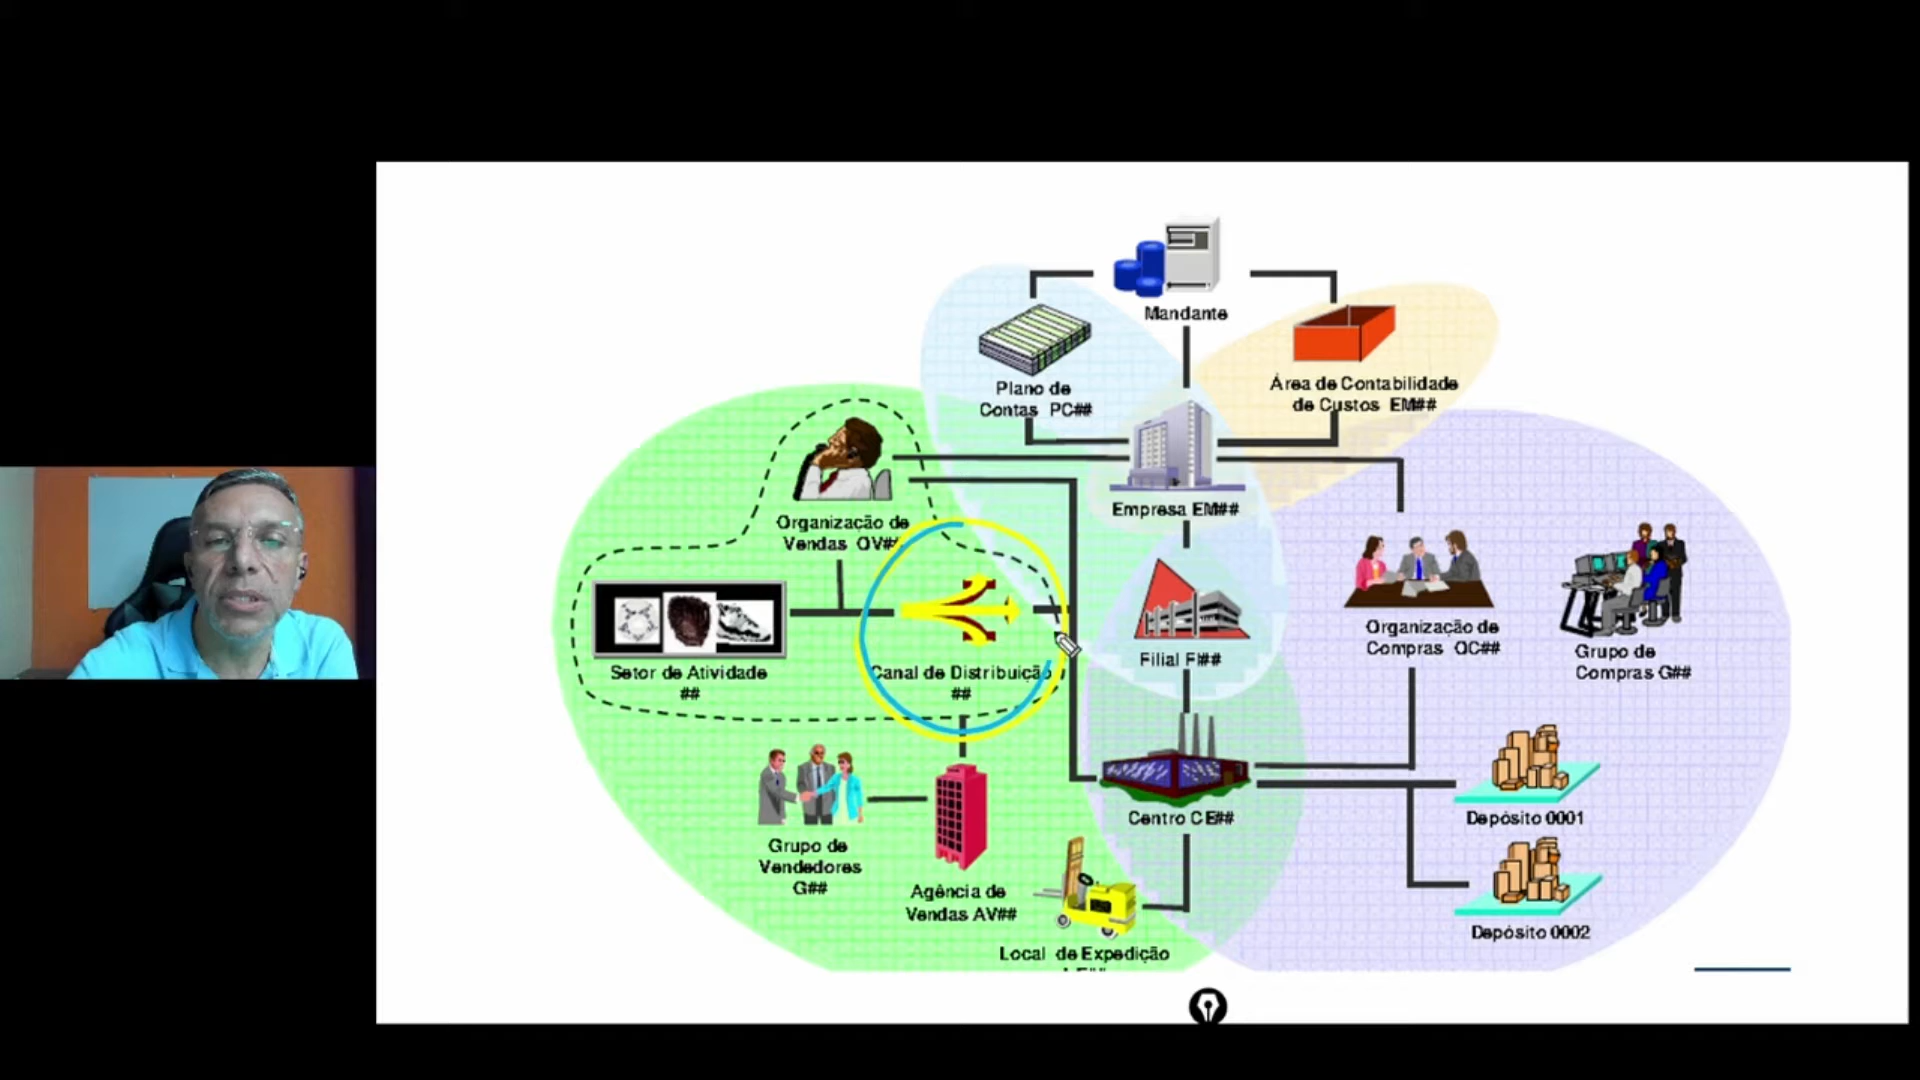 Mandante
Plano de
Contas PC##
Área de Contabilidade
de Custos EM##
Empresa EM##
Organização de
Vendas OV##
Setor de Atividade
##
Canal de Distribuição
##
Filial FI##
Organização de
Compras OC##
Grupo de
Compras G##
Centro CE##
Depósito 0001
Grupo de
Vendedores
G##
Agência de
Vendas AV##
Local de Expedição
Depósito 0002